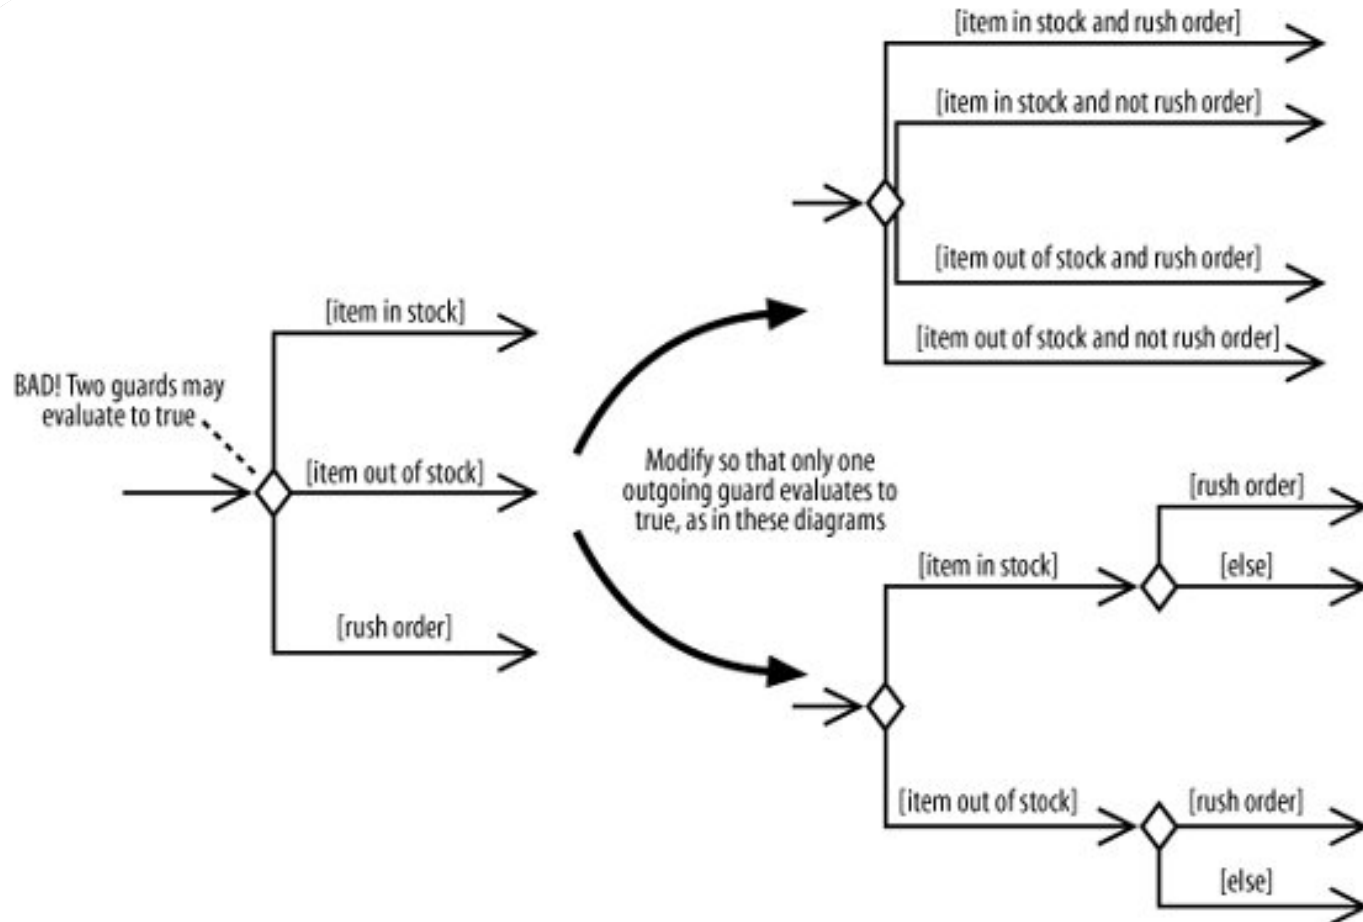 [item in stock]
BAD! Two guards may
evaluate to true
[item out of stock]
[rush order]
Modify so that only one
outgoing guard evaluates to
true, as in these diagrams
[item in stock and rush order]
[item in stock and not rush order]
[item out of stock and rush order]
[item out of stock and not rush order]
[rush order]
[item in stock]
[else]
[item out of stock]
[rush order]
[else]